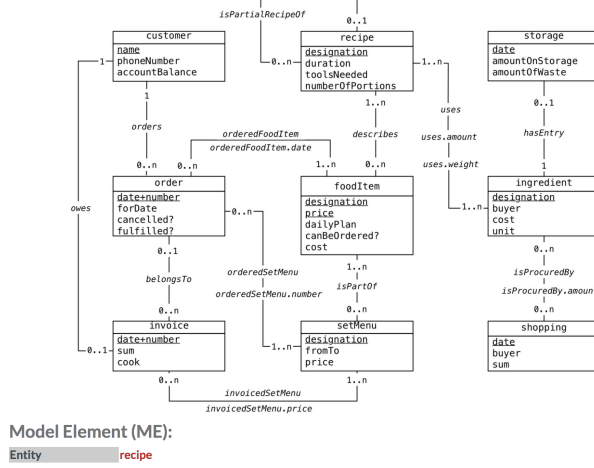 isPartialRecipeOf
0..1
customer
recipe
storage
name
phoneNumber
accountBalance
designation
duration
toolsNeeded
numberOfPortions
date
amountOnStorage
amountOfWaste
1
0..n
1..n
1
1..n
0..1
orders
orderedFoodItem
orderedFoodItem.date
describes
uses
uses.amount
uses.weight
hasEntry
0..n
0..n
1..n
0..n
1
order
foodItem
ingredient
date+number
forDate
cancelled?
fulfilled?
designation
price
dailyPlan
canBeOrdered?
cost
designation
buyer
cost
unit
owes
0..n
1..n
0..1
1..n
0..n
belongsTo
orderedSetMenu
orderedSetMenu.number
isPartOf
isProcuredBy
isProcuredBy.amoun
0..n
0..n
0..n
invoice
setMenu
shopping
date+number
sum
cook
designation
fromTo
price
date
buyer
sum
0..1
1..n
0..n
1..n
invoicedSetMenu
invoicedSetMenu.price
Model Element (ME):
Entity recipe